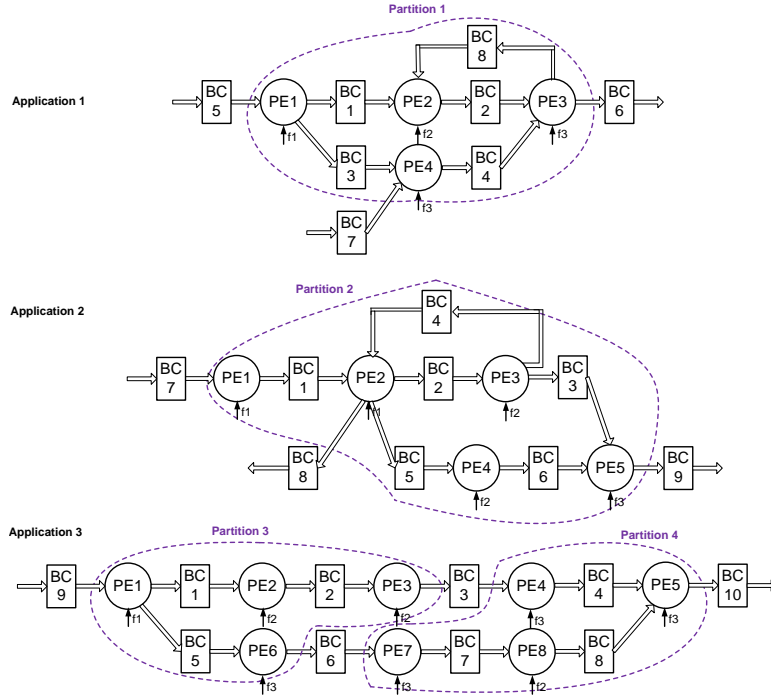 Partition 1
BC
8
Application 1
BC
5
PE1
BC
1
PE2
BC
2
PE3
BC
6
f1
f2
f3
BC
3
PE4
BC
4
f3
BC
7
Partition 2
Application 2
BC
4
BC
7
PE1
BC
1
PE2
BC
2
PE3
BC
3
f1
f1
f2
BC
8
BC
5
PE4
BC
6
PE5
BC
9
f2
f3
Application 3
Partition 3
Partition 4
BC
9
PE1
BC
1
PE2
BC
2
PE3
BC
3
PE4
BC
4
PE5
BC
10
f1
f2
f2
f3
f3
BC
5
PE6
BC
6
PE7
BC
7
PE8
BC
8
f3
f3
f2